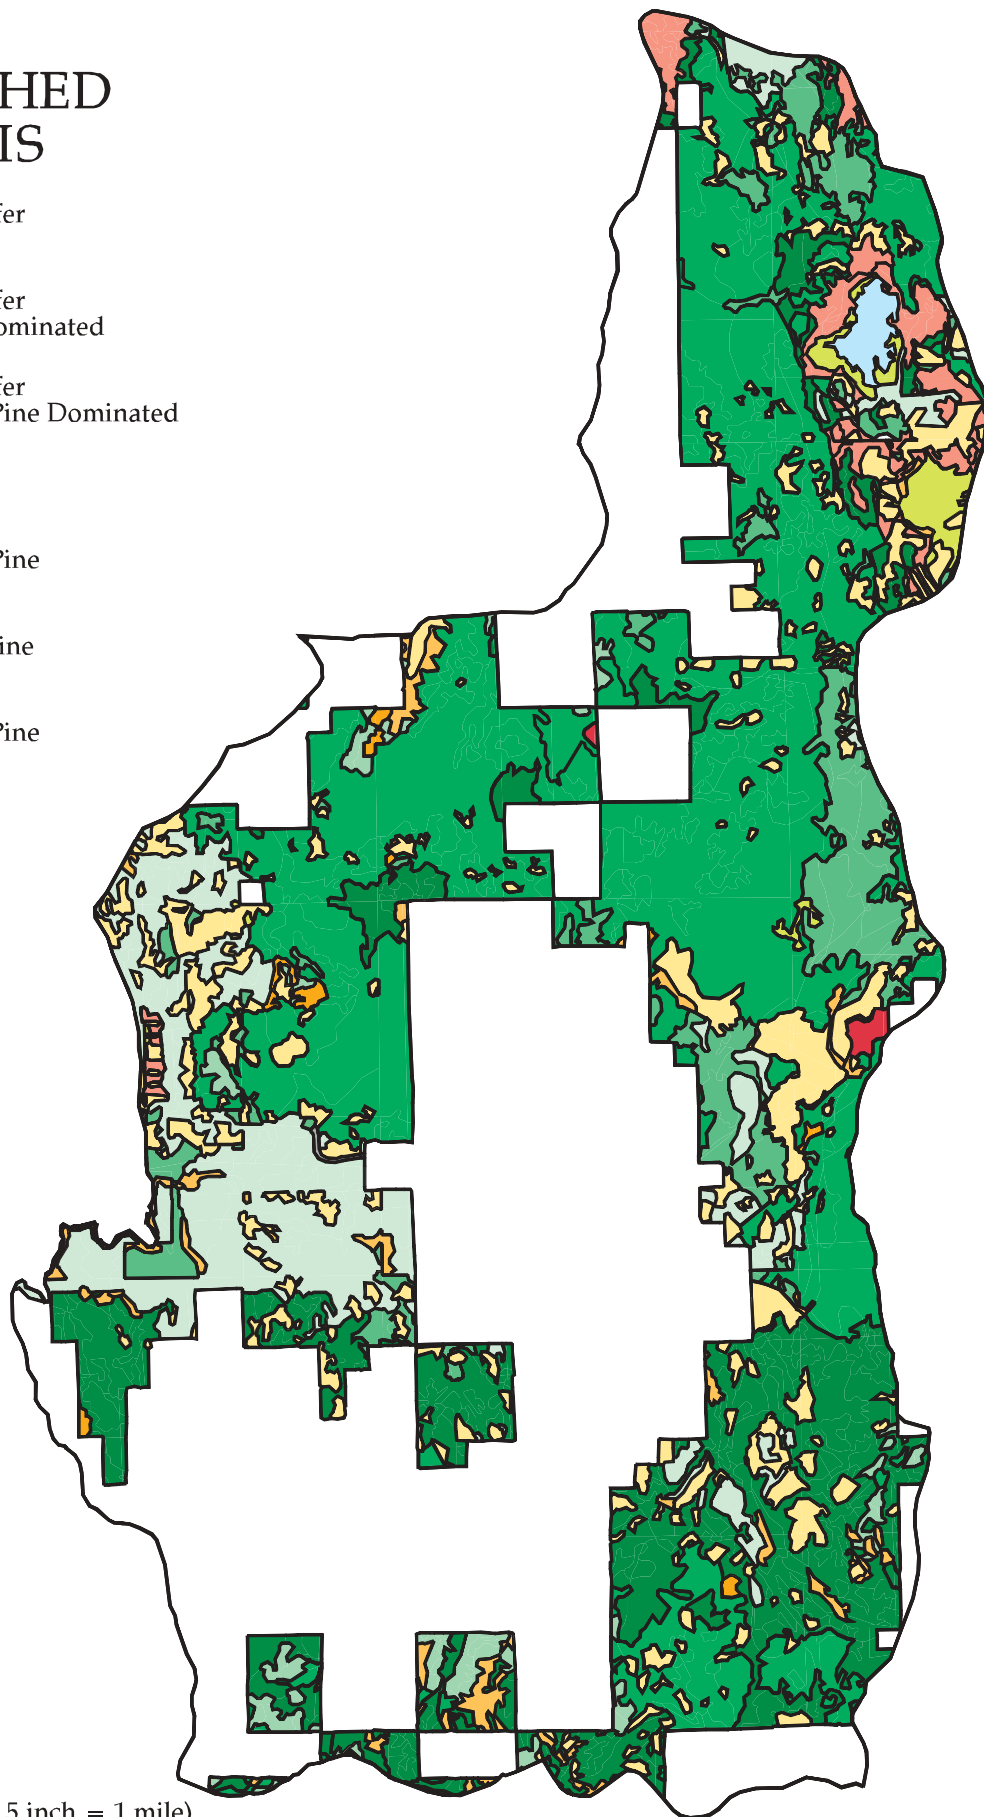 HED
IS
fer
fer
ominated
fer
Pine Dominated
Pine
ine
Pine
5 inch = 1 mile)